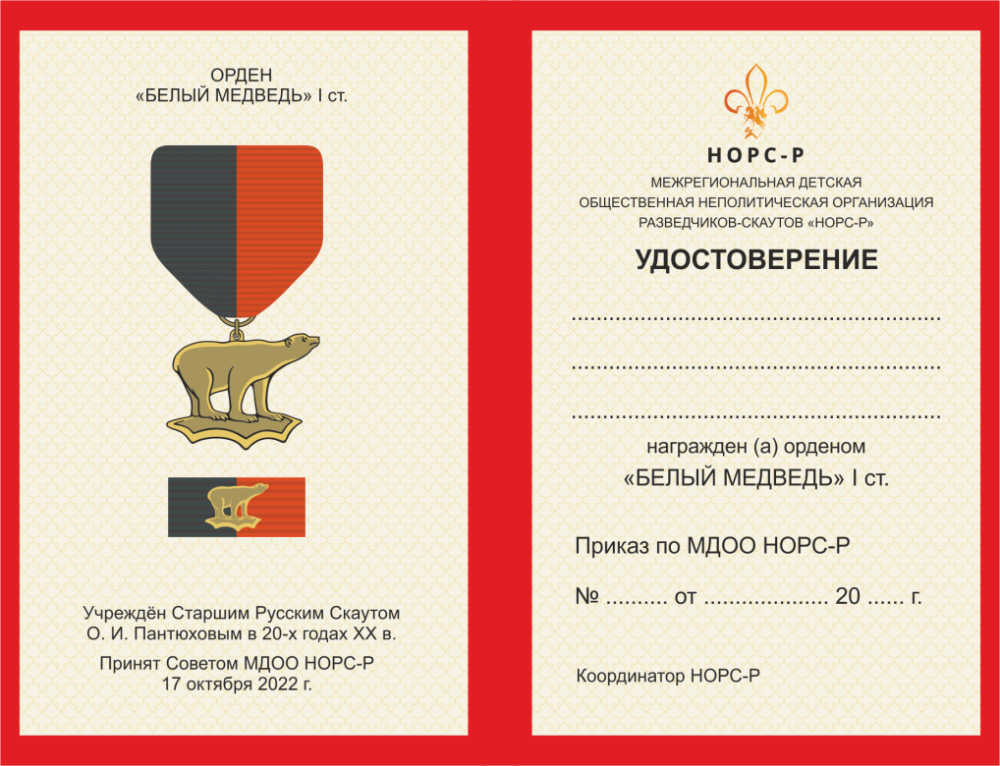 ОРДЕН
«БЕЛЫЙ МЕДВЕДЬ» I ст.
Учреждён Старшим Русским Скаутом
О. И. Пантюховым в 20-х годах XX в.
Принят Советом МДОО НОРС-Р
17 октября 2022 г.
НОРС-Р
МЕЖРЕГИОНАЛЬНАЯ ДЕТСКАЯ
ОБЩЕСТВЕННАЯ НЕПОЛИТИЧЕСКАЯ ОРГАНИЗАЦИЯ
РАЗВЕДЧИКОВ-СКАУТОВ «НОРС-Р»
УДОСТОВЕРЕНИЕ
...........................................................
...........................................................
...........................................................
награжден (а) орденом
«БЕЛЫЙ МЕДВЕДЬ» I ст.
Приказ по МДОО НОРС-Р
№ .......... от .................... 20 ...... г.
Координатор НОРС-Р